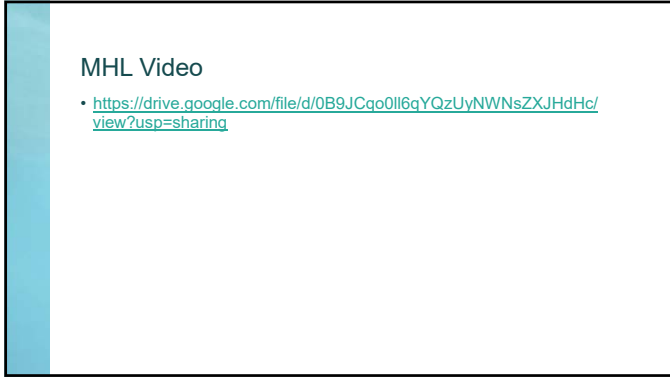 MHL Video
• https://drive.google.com/file/d/0B9JCqo0ll6qYQzUyNWNsZXJHdHc/
view?usp=sharing